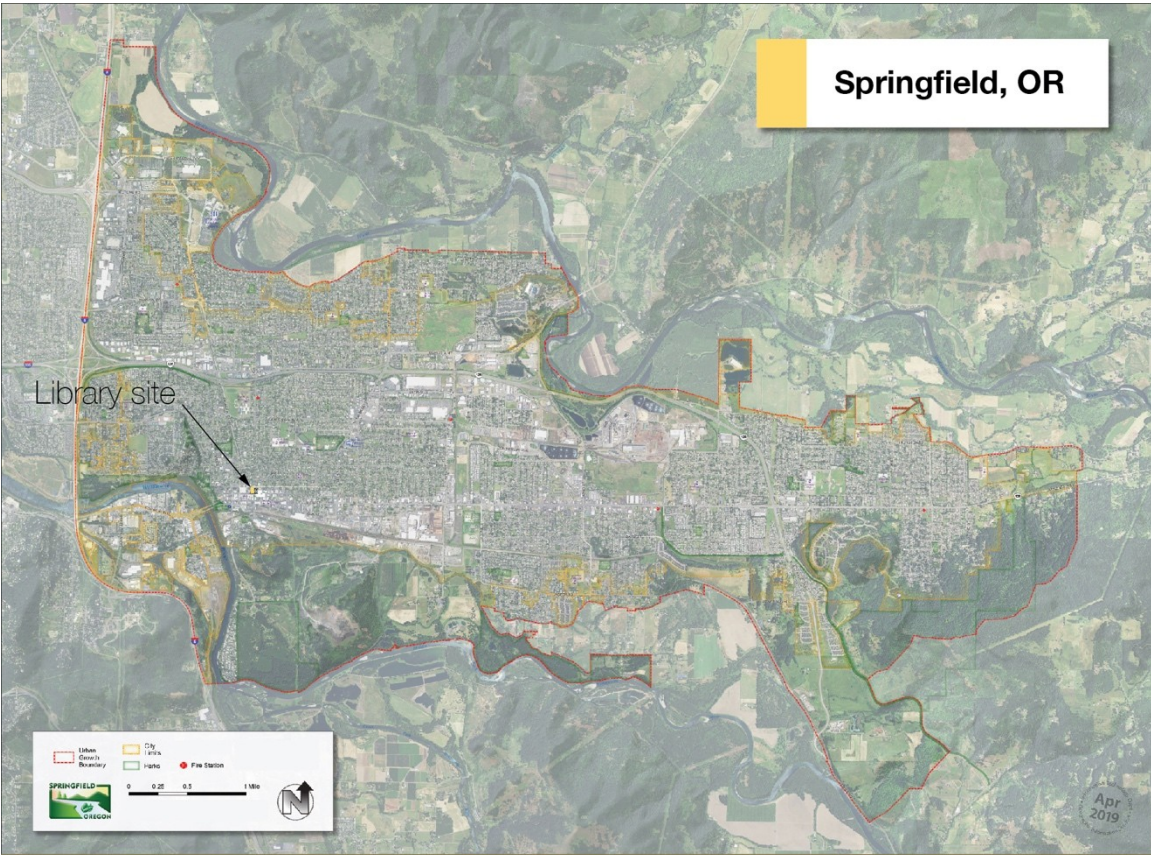 Springfield, OR
Library site
Urban
Growth
Boundary
City
Limits
Parks
Fire Station
SPRINGFIELD
OREGON
0 0.25 0.5 1 Mile
N
Apr
2019